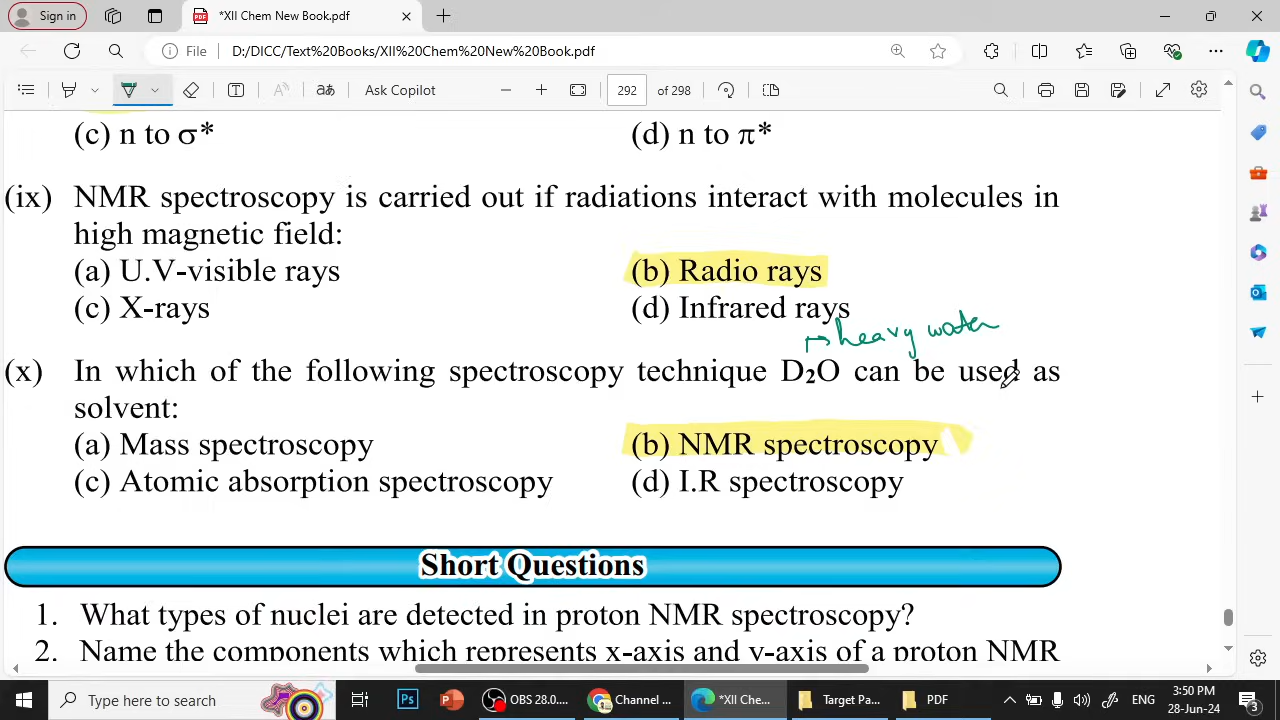 Sign in
*XII Chem New Book.pdf
File
D:/DICC/Text%20Books/XII%20Chem%20New%20Book.pdf
aあ
Ask Copilot
292
of 298
(c) n to σ*
(d) n to π*
(ix) NMR spectroscopy is carried out if radiations interact with molecules in
high magnetic field:
(a) U.V-visible rays
(b) Radio rays
(c) X-rays
(d) Infrared rays
heavy water
(x) In which of the following spectroscopy technique D₂O can be used as
solvent:
(a) Mass spectroscopy
(b) NMR spectroscopy
(c) Atomic absorption spectroscopy
(d) I.R spectroscopy
Short Questions
1. What types of nuclei are detected in proton NMR spectroscopy?
2. Name the components which represents x-axis and y-axis of a proton NMR
Type here to search
Ps
OBS 28.0....
Channel ...
*XII Che...
Target Pa...
PDF
ENG
3:50 PM
28-Jun-24
3